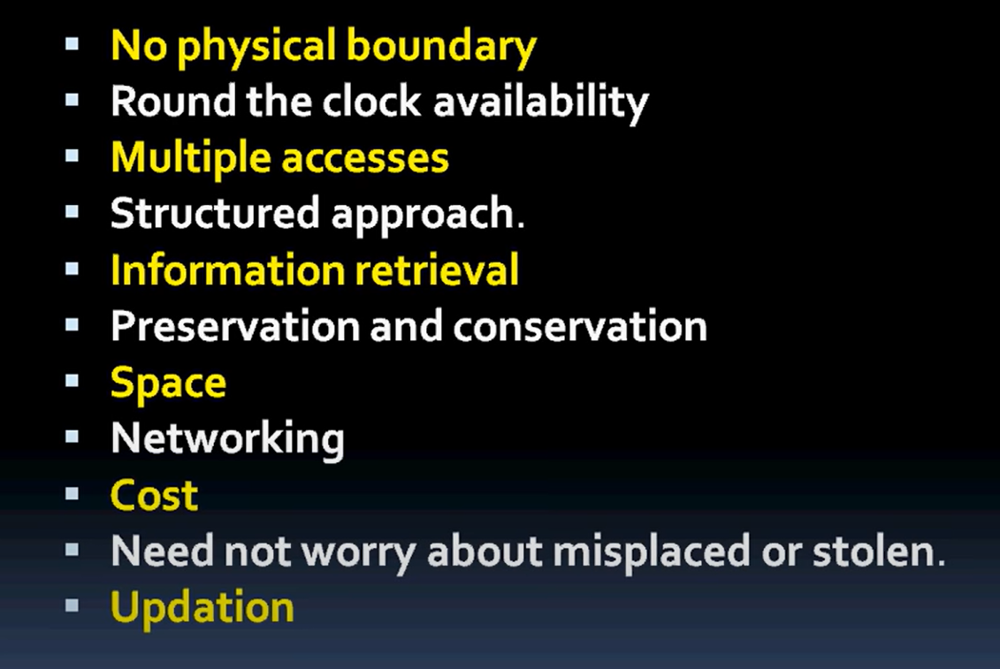 ▪ No physical boundary
▪ Round the clock availability
▪ Multiple accesses
▪ Structured approach.
▪ Information retrieval
▪ Preservation and conservation
▪ Space
▪ Networking
▪ Cost
▪ Need not worry about misplaced or stolen.
▪ Updation